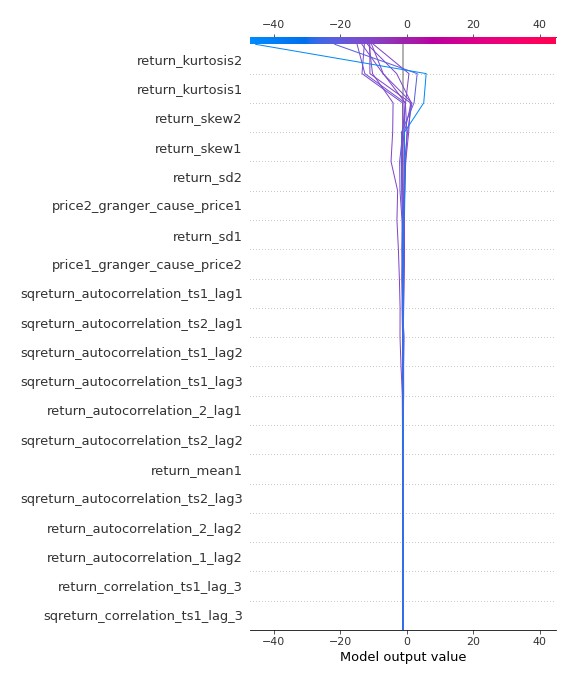 −40 −20 0 20 40
return_kurtosis2
return_kurtosis1
return_skew2
return_skew1
return_sd2
price2_granger_cause_price1
return_sd1
price1_granger_cause_price2
sqreturn_autocorrelation_ts1_lag1
sqreturn_autocorrelation_ts2_lag1
sqreturn_autocorrelation_ts1_lag2
sqreturn_autocorrelation_ts1_lag3
return_autocorrelation_2_lag1
sqreturn_autocorrelation_ts2_lag2
return_mean1
sqreturn_autocorrelation_ts2_lag3
return_autocorrelation_2_lag2
return_autocorrelation_1_lag2
return_correlation_ts1_lag_3
sqreturn_correlation_ts1_lag_3
−40 −20 0 20 40
Model output value